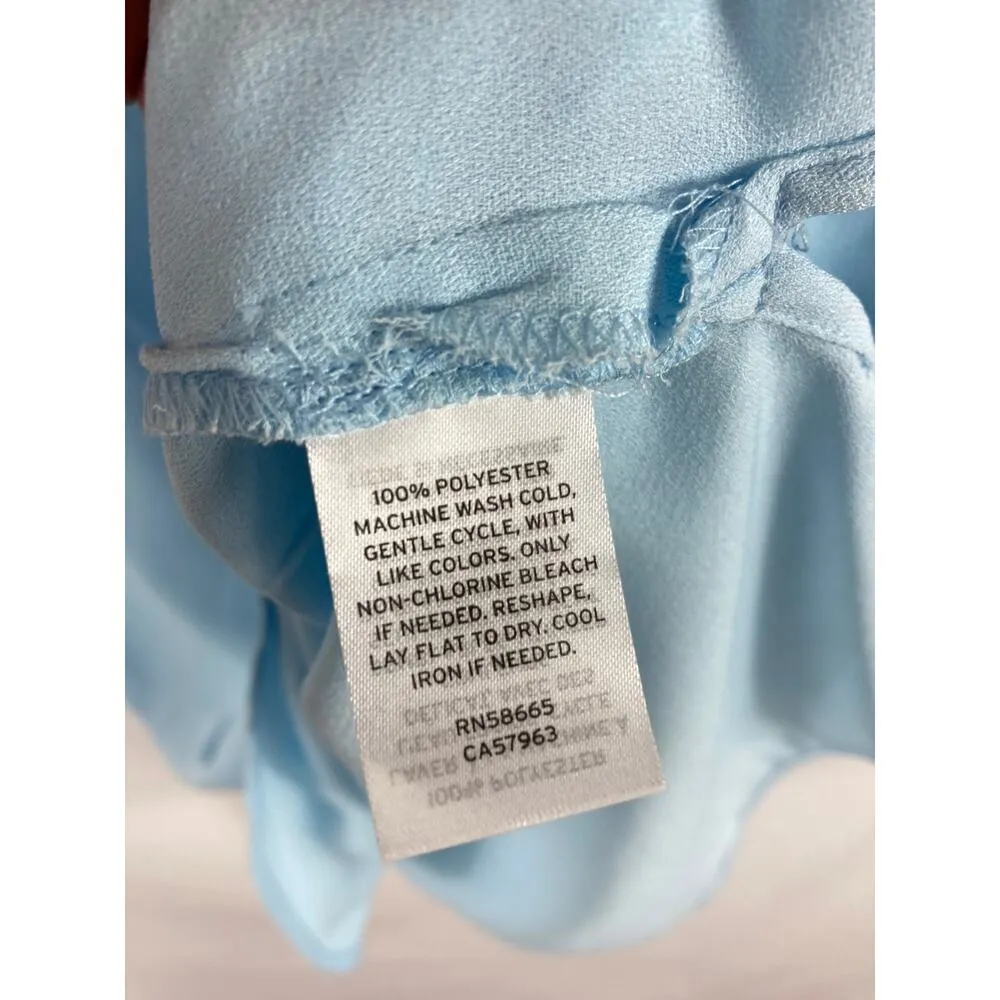 100% POLYESTER
MACHINE WASH COLD,
GENTLE CYCLE, WITH
LIKE COLORS. ONLY
NON-CHLORINE BLEACH
IF NEEDED. RESHAPE,
LAY FLAT TO DRY. COOL
IRON IF NEEDED.
RN58665
CA57963